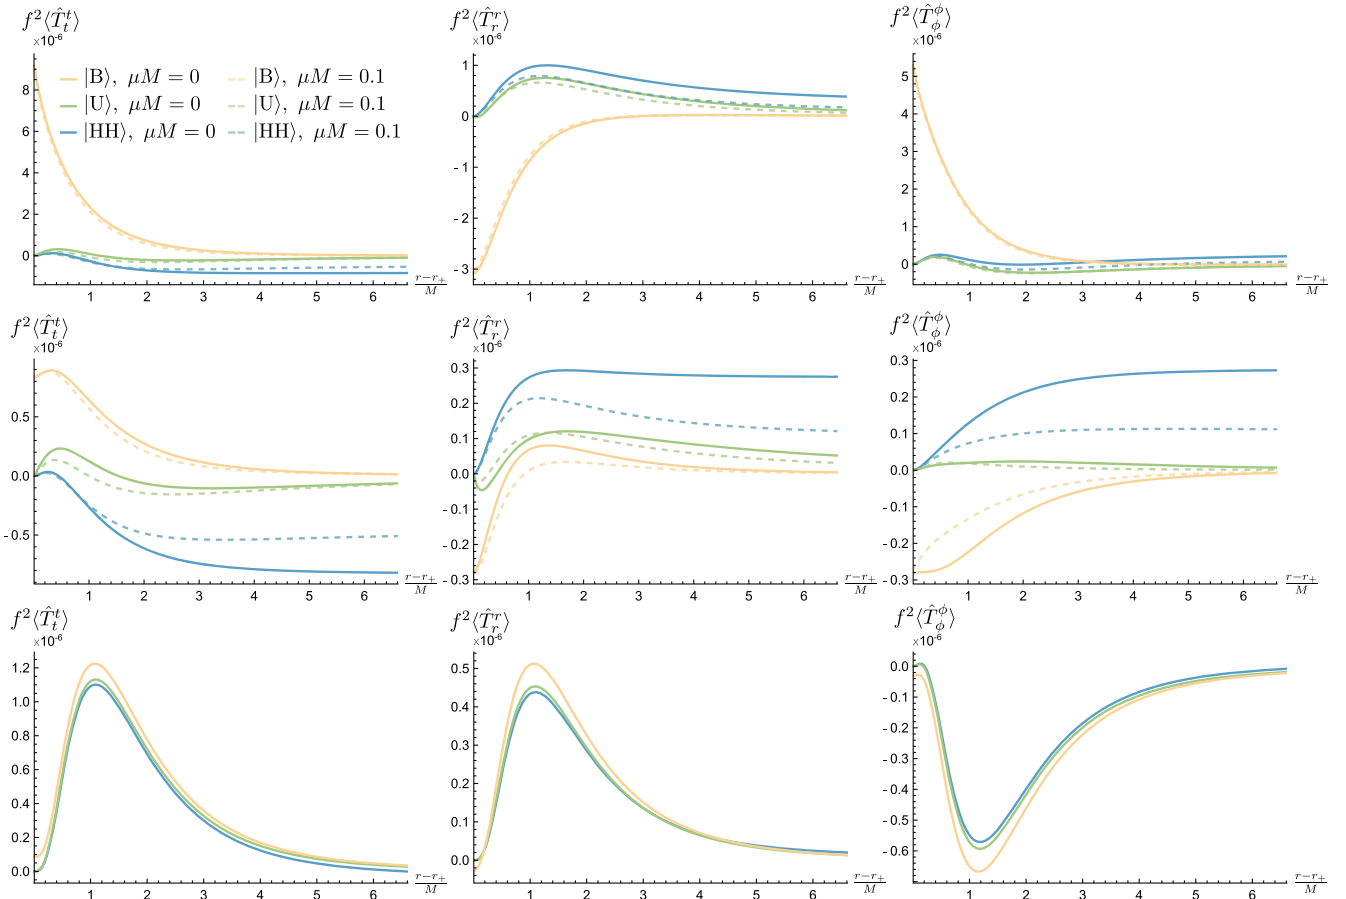 f²⟨T̂ₜᵗ⟩ f²⟨T̂ᵣʳ⟩ f²⟨T̂ᵩᵠ⟩
×10⁻⁶ ×10⁻⁶ ×10⁻⁶
|B⟩, μM = 0 |B⟩, μM = 0.1
|U⟩, μM = 0 |U⟩, μM = 0.1
|HH⟩, μM = 0 |HH⟩, μM = 0.1
8
6
4
2
0
1 2 3 4 5 6
(r−r₊)/M
1
0
-1
-2
-3
1 2 3 4 5 6
(r−r₊)/M
5
4
3
2
1
0
1 2 3 4 5 6
(r−r₊)/M
f²⟨T̂ₜᵗ⟩ f²⟨T̂ᵣʳ⟩ f²⟨T̂ᵩᵠ⟩
×10⁻⁶ ×10⁻⁶ ×10⁻⁶
0.5
0.0
-0.5
1 2 3 4 5 6
(r−r₊)/M
0.3
0.2
0.1
0.0
-0.1
-0.2
-0.3
1 2 3 4 5 6
(r−r₊)/M
0.3
0.2
0.1
0.0
-0.1
-0.2
-0.3
1 2 3 4 5 6
(r−r₊)/M
f²⟨T̂ₜᵗ⟩ f²⟨T̂ᵣʳ⟩ f²⟨T̂ᵩᵠ⟩
×10⁻⁶ ×10⁻⁶ ×10⁻⁶
1.2
1.0
0.8
0.6
0.4
0.2
0.0
1 2 3 4 5 6
(r−r₊)/M
0.5
0.4
0.3
0.2
0.1
0.0
1 2 3 4 5 6
(r−r₊)/M
0.0
-0.1
-0.2
-0.3
-0.4
-0.5
-0.6
1 2 3 4 5 6
(r−r₊)/M